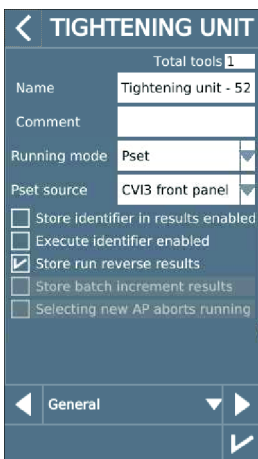 TIGHTENING UNIT
Total tools 1
Name Tightening unit - 52
Comment
Running mode Pset
Pset source CVI3 front panel
Store identifier in results enabled
Execute identifier enabled
Store run reverse results
Store batch increment results
Selecting new AP aborts running
General